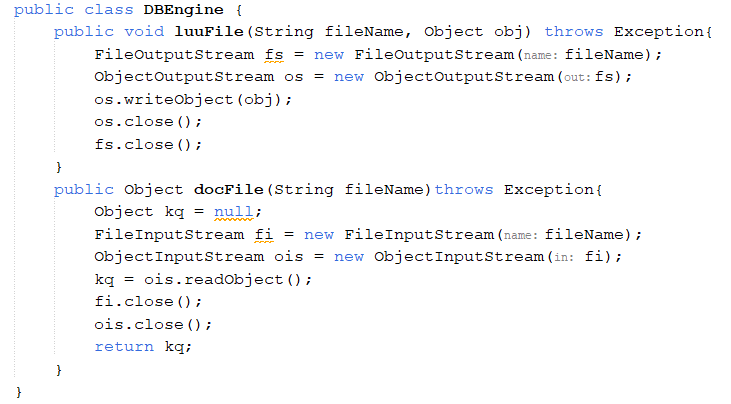 public class DBEngine {
    public void luuFile(String fileName, Object obj) throws Exception{
        FileOutputStream fs = new FileOutputStream(name: fileName);
        ObjectOutputStream os = new ObjectOutputStream(out: fs);
        os.writeObject(obj);
        os.close();
        fs.close();
    }
    public Object docFile(String fileName)throws Exception{
        Object kq = null;
        FileInputStream fi = new FileInputStream(name: fileName);
        ObjectInputStream ois = new ObjectInputStream(in: fi);
        kq = ois.readObject();
        fi.close();
        ois.close();
        return kq;
    }
}